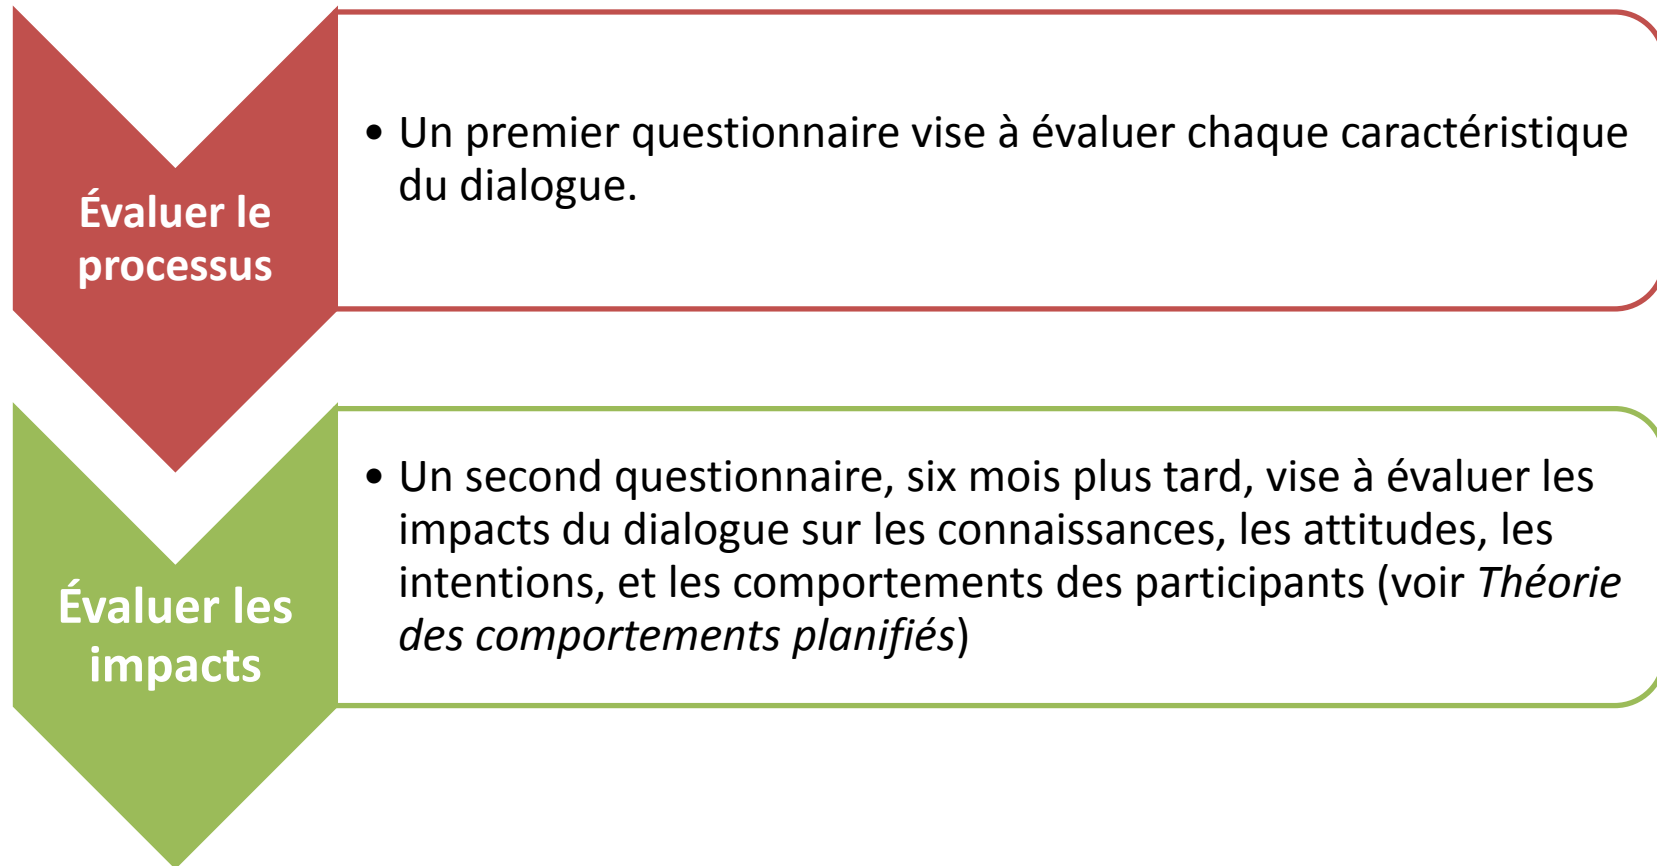 Évaluer le
processus
• Un premier questionnaire vise à évaluer chaque caractéristique
du dialogue.
Évaluer les
impacts
• Un second questionnaire, six mois plus tard, vise à évaluer les
impacts du dialogue sur les connaissances, les attitudes, les
intentions, et les comportements des participants (voir Théorie
des comportements planifiés)